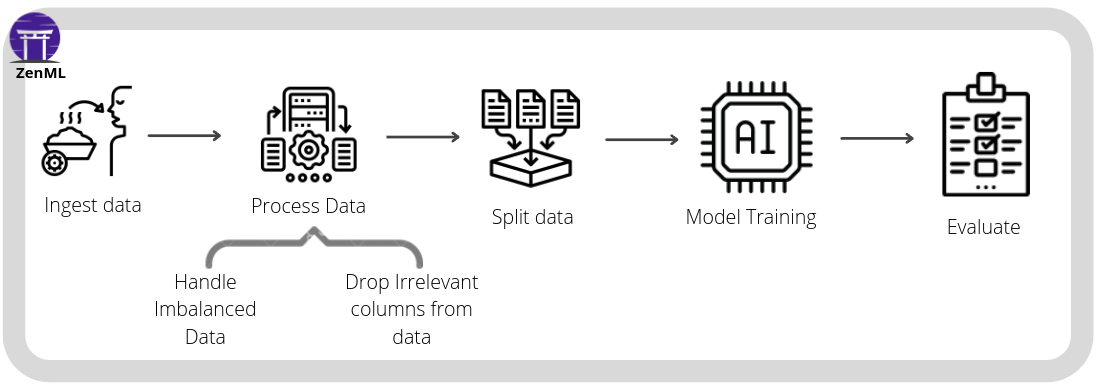 ZenML
Ingest data
Process Data
Split data
AI
Model Training
Evaluate
Handle
Imbalanced
Data
Drop Irrelevant
columns from
data